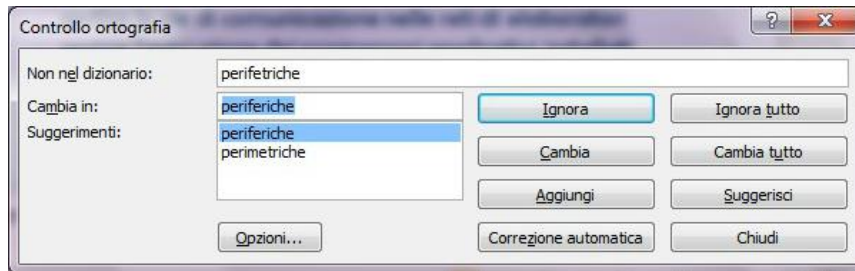 Controllo ortografia
Non nel dizionario: perifetriche
Cambia in: periferiche Ignora Ignora tutto
Suggerimenti: periferiche
perimetriche Cambia Cambia tutto
Aggiungi Suggerisci
Opzioni... Correzione automatica Chiudi